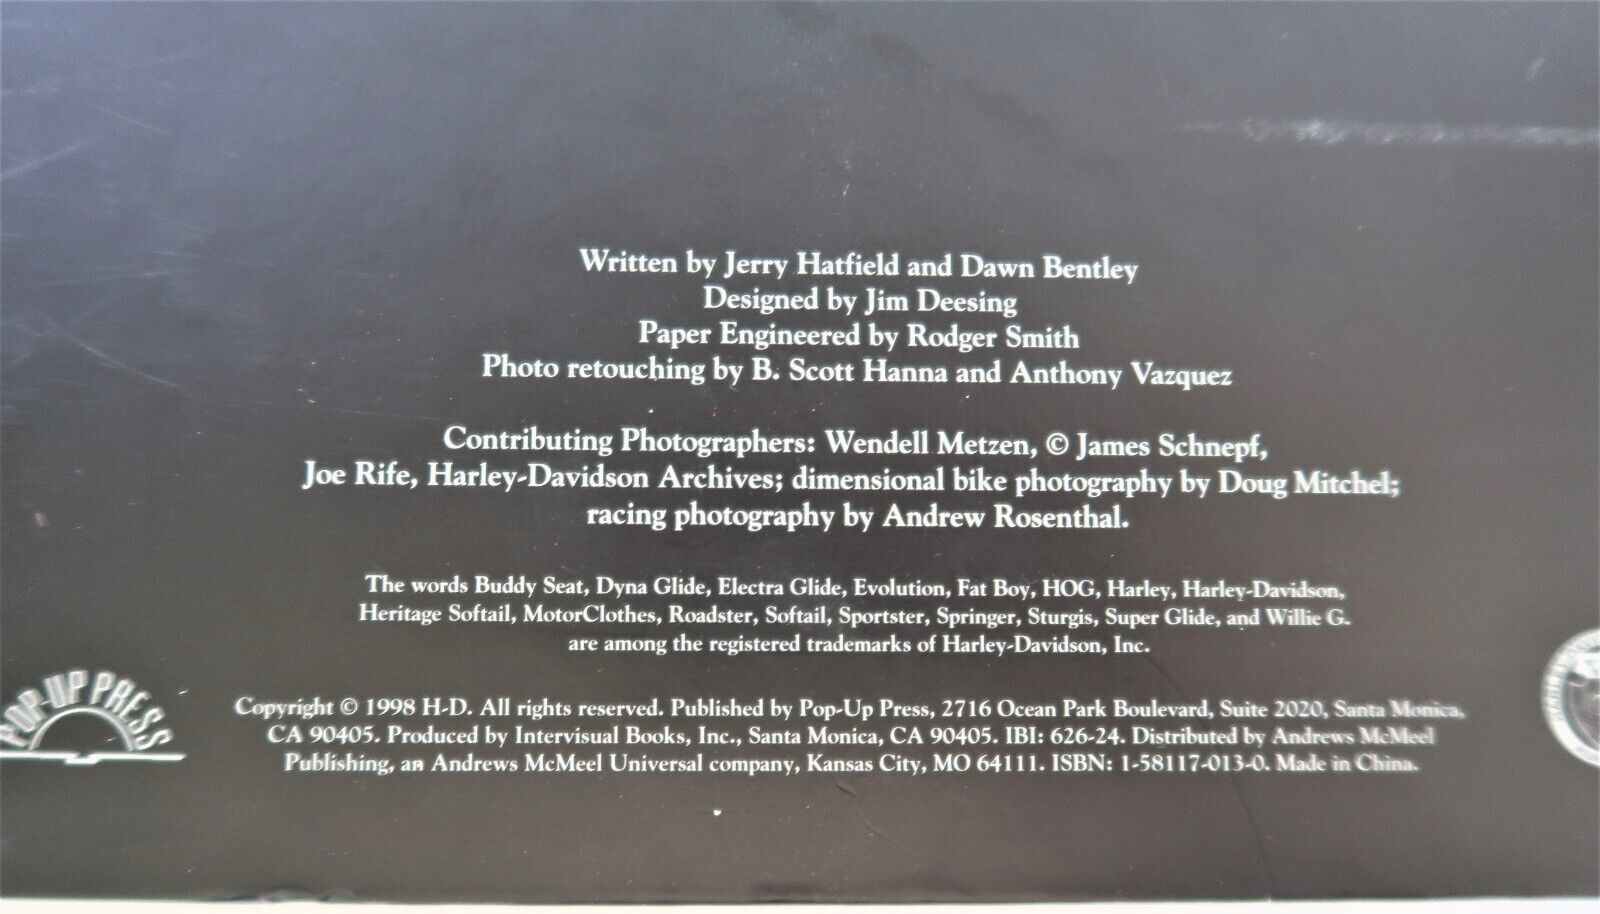 Written by Jerry Hatfield and Dawn Bentley
Designed by Jim Deesing
Paper Engineered by Rodger Smith
Photo retouching by B. Scott Hanna and Anthony Vazquez
Contributing Photographers: Wendell Metzen, © James Schnepf,
Joe Rife, Harley-Davidson Archives; dimensional bike photography by Doug Mitchel;
racing photography by Andrew Rosenthal.
The words Buddy Seat, Dyna Glide, Electra Glide, Evolution, Fat Boy, HOG, Harley, Harley-Davidson,
Heritage Softail, MotorClothes, Roadster, Softail, Sportster, Springer, Sturgis, Super Glide, and Willie G.
are among the registered trademarks of Harley-Davidson, Inc.
POP-UP PRESS
Copyright © 1998 H-D. All rights reserved. Published by Pop-Up Press, 2716 Ocean Park Boulevard, Suite 2020, Santa Monica,
CA 90405. Produced by Intervisual Books, Inc., Santa Monica, CA 90405. IBI: 626-24. Distributed by Andrews McMeel
Publishing, an Andrews McMeel Universal company, Kansas City, MO 64111. ISBN: 1-58117-013-0. Made in China.